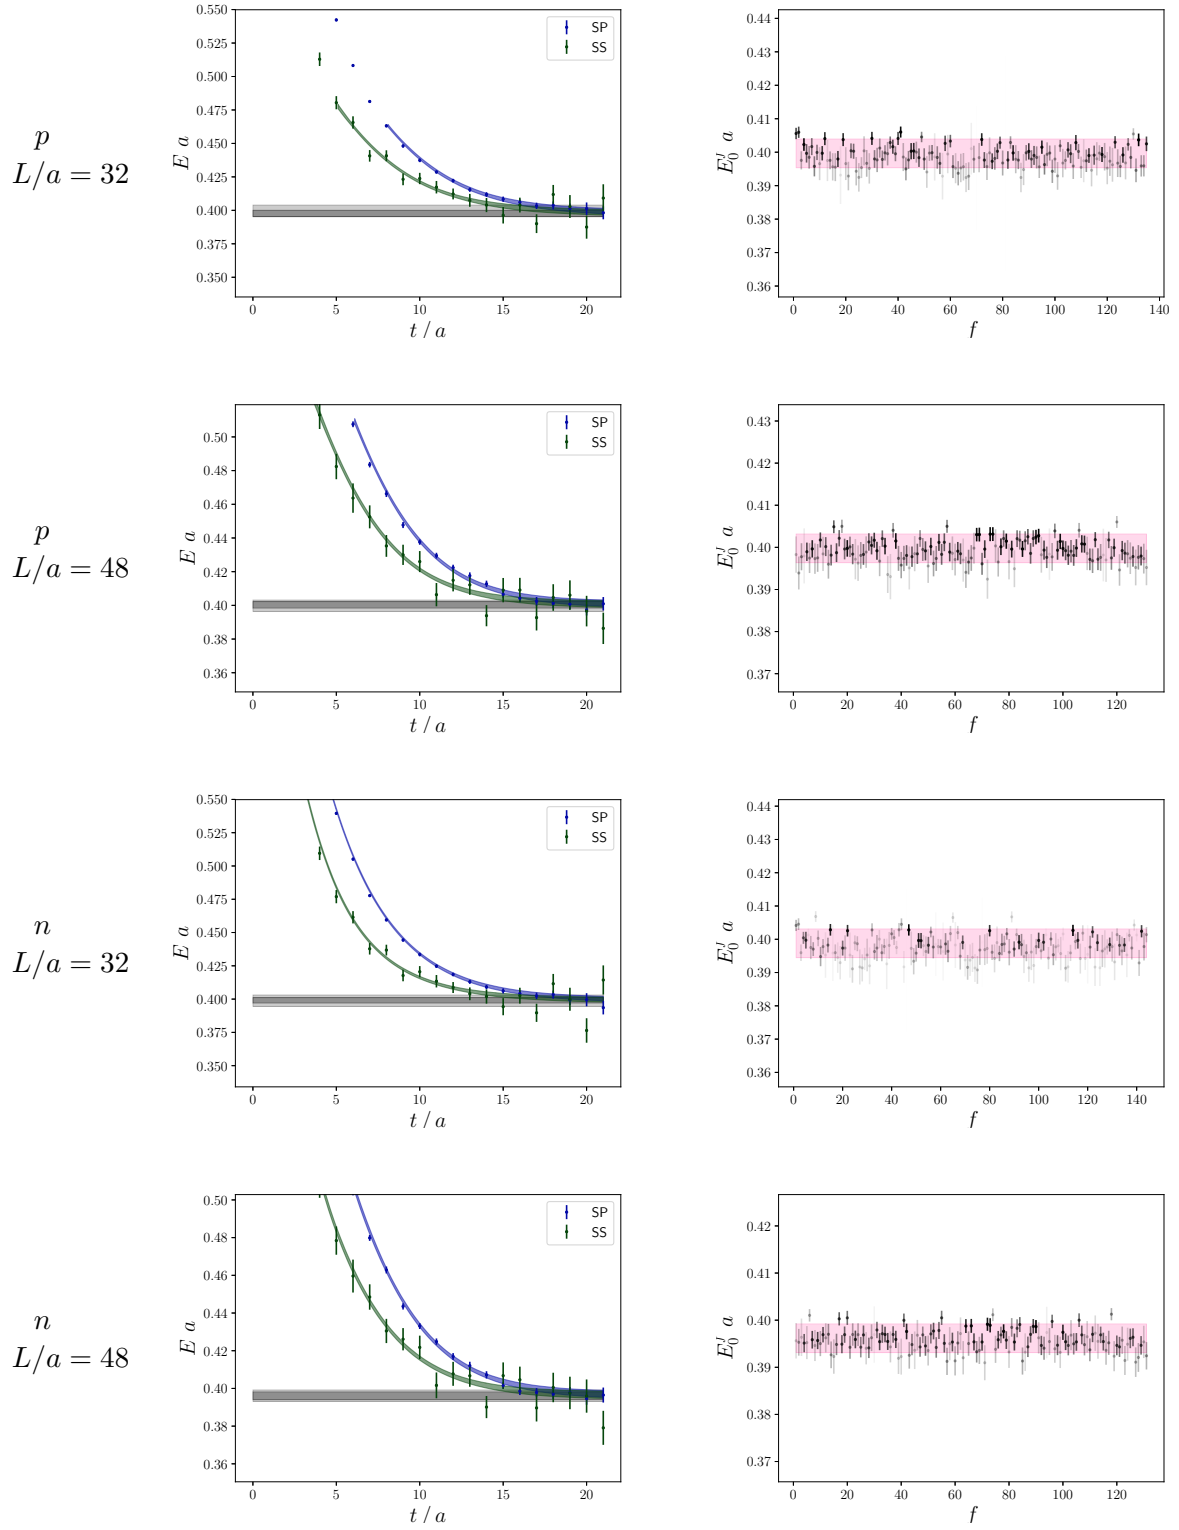 p
L/a = 32
0.550
0.525
0.500
0.475
0.450
0.425
0.400
0.375
0.350
E a
0 5 10 15 20
t / a
SP
SS
0.44
0.43
0.42
0.41
0.40
0.39
0.38
0.37
0.36
E_0^J a
0 20 40 60 80 100 120 140
f
p
L/a = 48
0.50
0.48
0.46
0.44
0.42
0.40
0.38
0.36
E a
0 5 10 15 20
t / a
SP
SS
0.43
0.42
0.41
0.40
0.39
0.38
0.37
E_0^J a
0 20 40 60 80 100 120
f
n
L/a = 32
0.550
0.525
0.500
0.475
0.450
0.425
0.400
0.375
0.350
E a
0 5 10 15 20
t / a
SP
SS
0.44
0.43
0.42
0.41
0.40
0.39
0.38
0.37
0.36
E_0^J a
0 20 40 60 80 100 120 140
f
n
L/a = 48
0.50
0.48
0.46
0.44
0.42
0.40
0.38
0.36
E a
0 5 10 15 20
t / a
SP
SS
0.42
0.41
0.40
0.39
0.38
0.37
E_0^J a
0 20 40 60 80 100 120
f